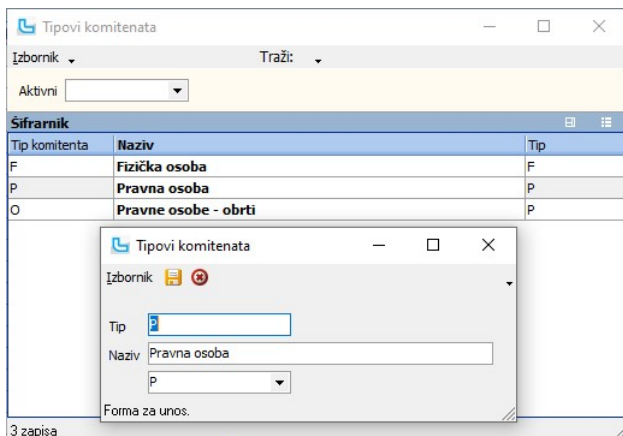 Tipovi komitenata
Izbornik Traži:
Aktivni
Šifrarnik
Tip komitenta Naziv Tip
F Fizička osoba F
P Pravna osoba P
O Pravne osobe - obrti P
Tipovi komitenata
Izbornik
Tip P
Naziv Pravna osoba
P
Forma za unos.
3 zapisa